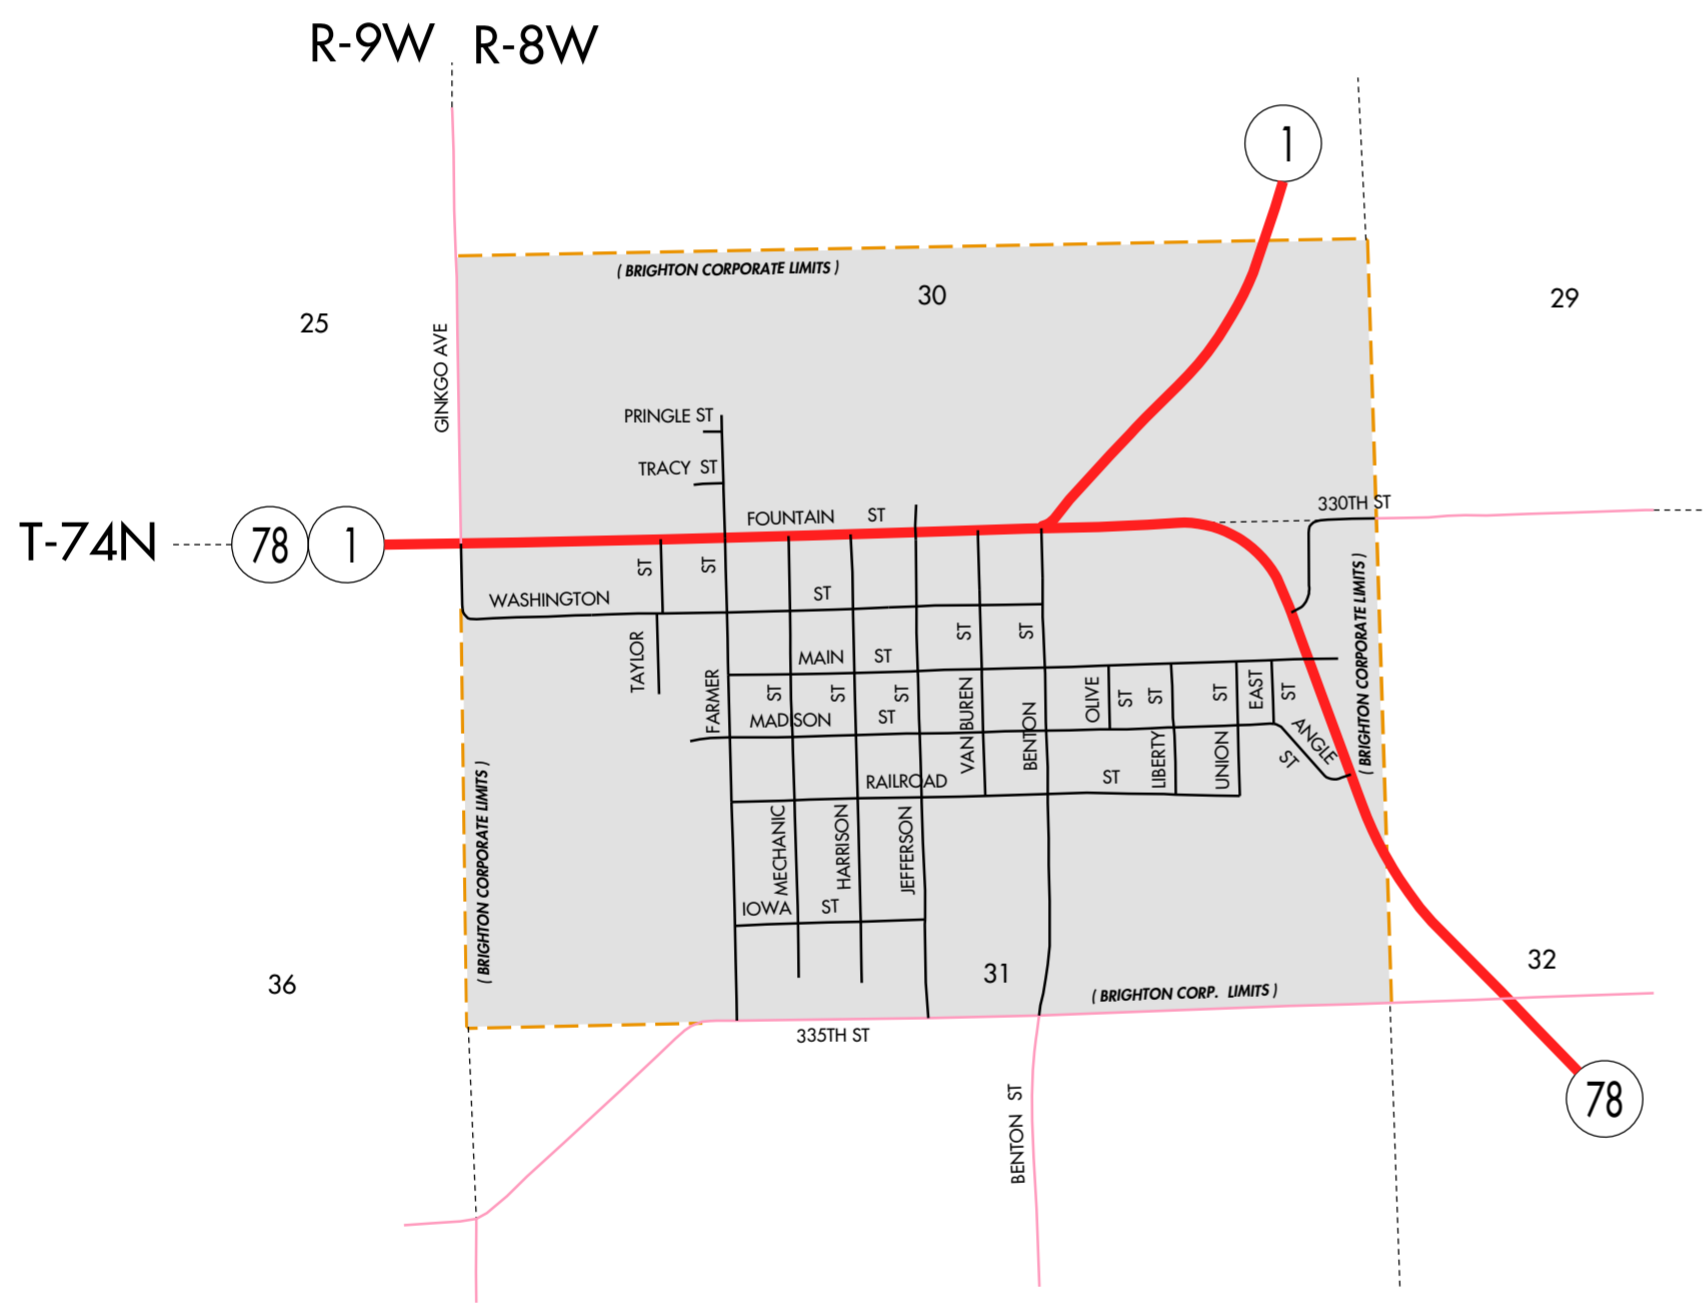 R-9W R-8W
1
( BRIGHTON CORPORATE LIMITS )
30
29
25
GINKGO AVE
PRINGLE ST
TRACY ST
330TH ST
FOUNTAIN ST
T-74N
78 1
ST
ST
WASHINGTON ST
( BRIGHTON CORPORATE LIMITS )
ST
ST
TAYLOR
MAIN ST
FARMER
ST
ST
ST
VAN BUREN
BENTON
OLIVE
ST
ST
ST
EAST
ST
MADISON ST
ANGLE
ST
LIBERTY
UNION
RAILROAD ST
( BRIGHTON CORPORATE LIMITS )
MECHANIC
HARRISON
JEFFERSON
IOWA ST
36
31
32
( BRIGHTON CORP. LIMITS )
335TH ST
78
BENTON ST